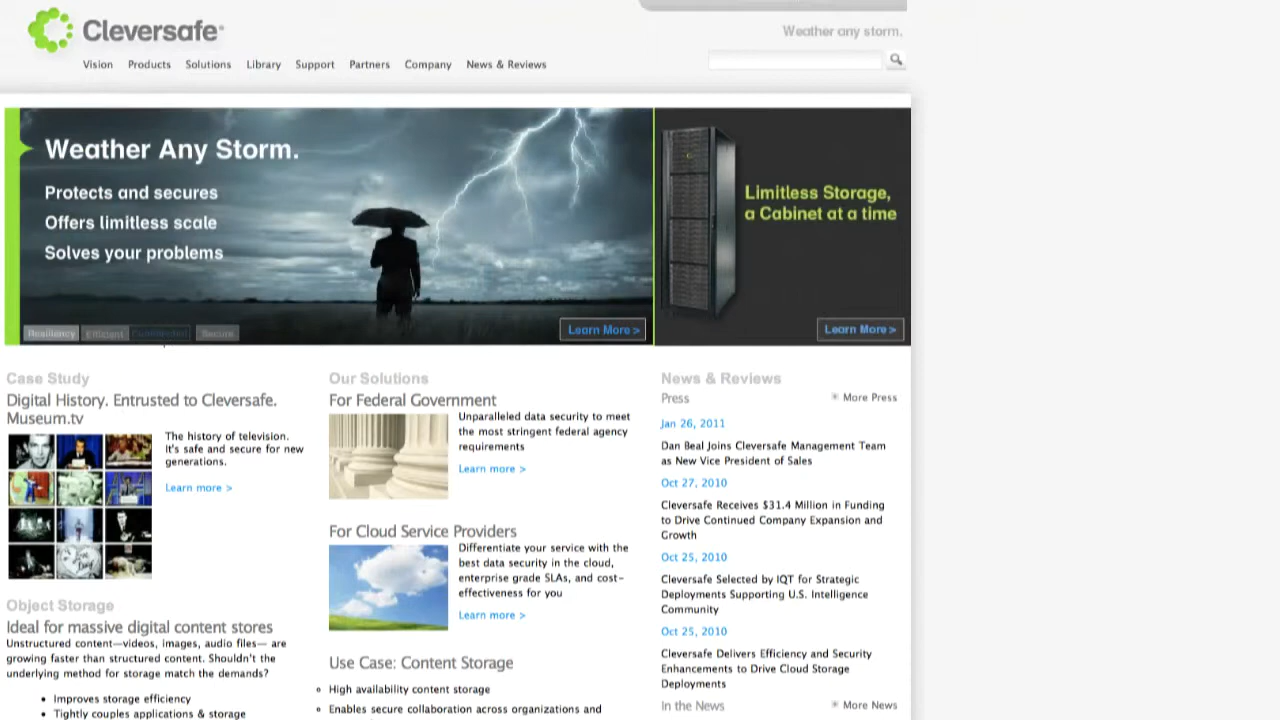 Cleversafe®
Weather any storm.
Vision Products Solutions Library Support Partners Company News & Reviews
Weather Any Storm.
Protects and secures
Offers limitless scale
Solves your problems
Resiliency Efficient Secure
Learn More >
Limitless Storage,
a Cabinet at a time
Learn More >
Case Study
Digital History. Entrusted to Cleversafe.
Museum.tv
The history of television.
It's safe and secure for new
generations.
Learn more >
Object Storage
Ideal for massive digital content stores
Unstructured content—videos, images, audio files— are
growing faster than structured content. Shouldn't the
underlying method for storage match the demands?
• Improves storage efficiency
• Tightly couples applications & storage
Our Solutions
For Federal Government
Unparalleled data security to meet
the most stringent federal agency
requirements
Learn more >
For Cloud Service Providers
Differentiate your service with the
best data security in the cloud,
enterprise grade SLAs, and cost-
effectiveness for you
Learn more >
Use Case: Content Storage
High availability content storage
Enables secure collaboration across organizations and
News & Reviews
Press
More Press
Jan 26, 2011
Dan Beal Joins Cleversafe Management Team
as New Vice President of Sales
Oct 27, 2010
Cleversafe Receives $31.4 Million in Funding
to Drive Continued Company Expansion and
Growth
Oct 25, 2010
Cleversafe Selected by IQT for Strategic
Deployments Supporting U.S. Intelligence
Community
Oct 25, 2010
Cleversafe Delivers Efficiency and Security
Enhancements to Drive Cloud Storage
Deployments
In the News
More News